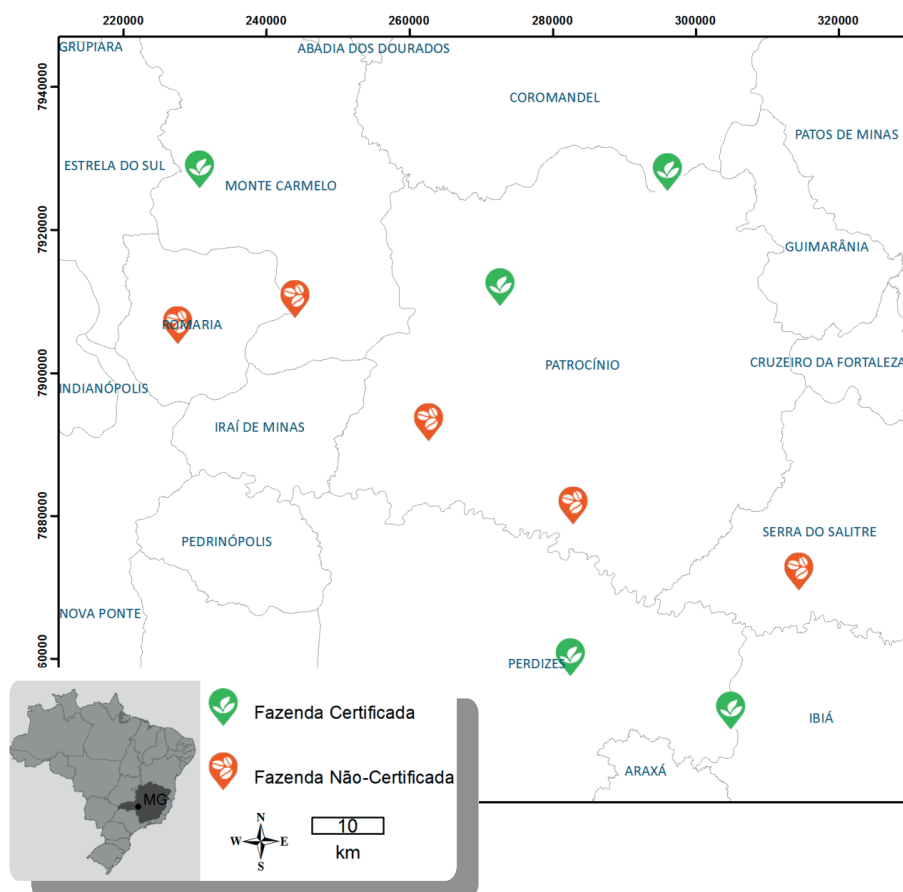 220000
240000
260000
280000
300000
320000
GRUPIARA
ABADIA DOS DOURADOS
7940000
COROMANDEL
PATOS DE MINAS
ESTRELA DO SUL
MONTE CARMELO
7920000
GUIMARÂNIA
ROMARIA
PATROCÍNIO
CRUZEIRO DA FORTALEZA
7900000
INDIANÓPOLIS
IRAÍ DE MINAS
7880000
SERRA DO SALITRE
PEDRINÓPOLIS
NOVA PONTE
60000
PERDIZES
IBIÁ
ARAXÁ
Fazenda Certificada
Fazenda Não-Certificada
MG
N
W
E
S
10
km